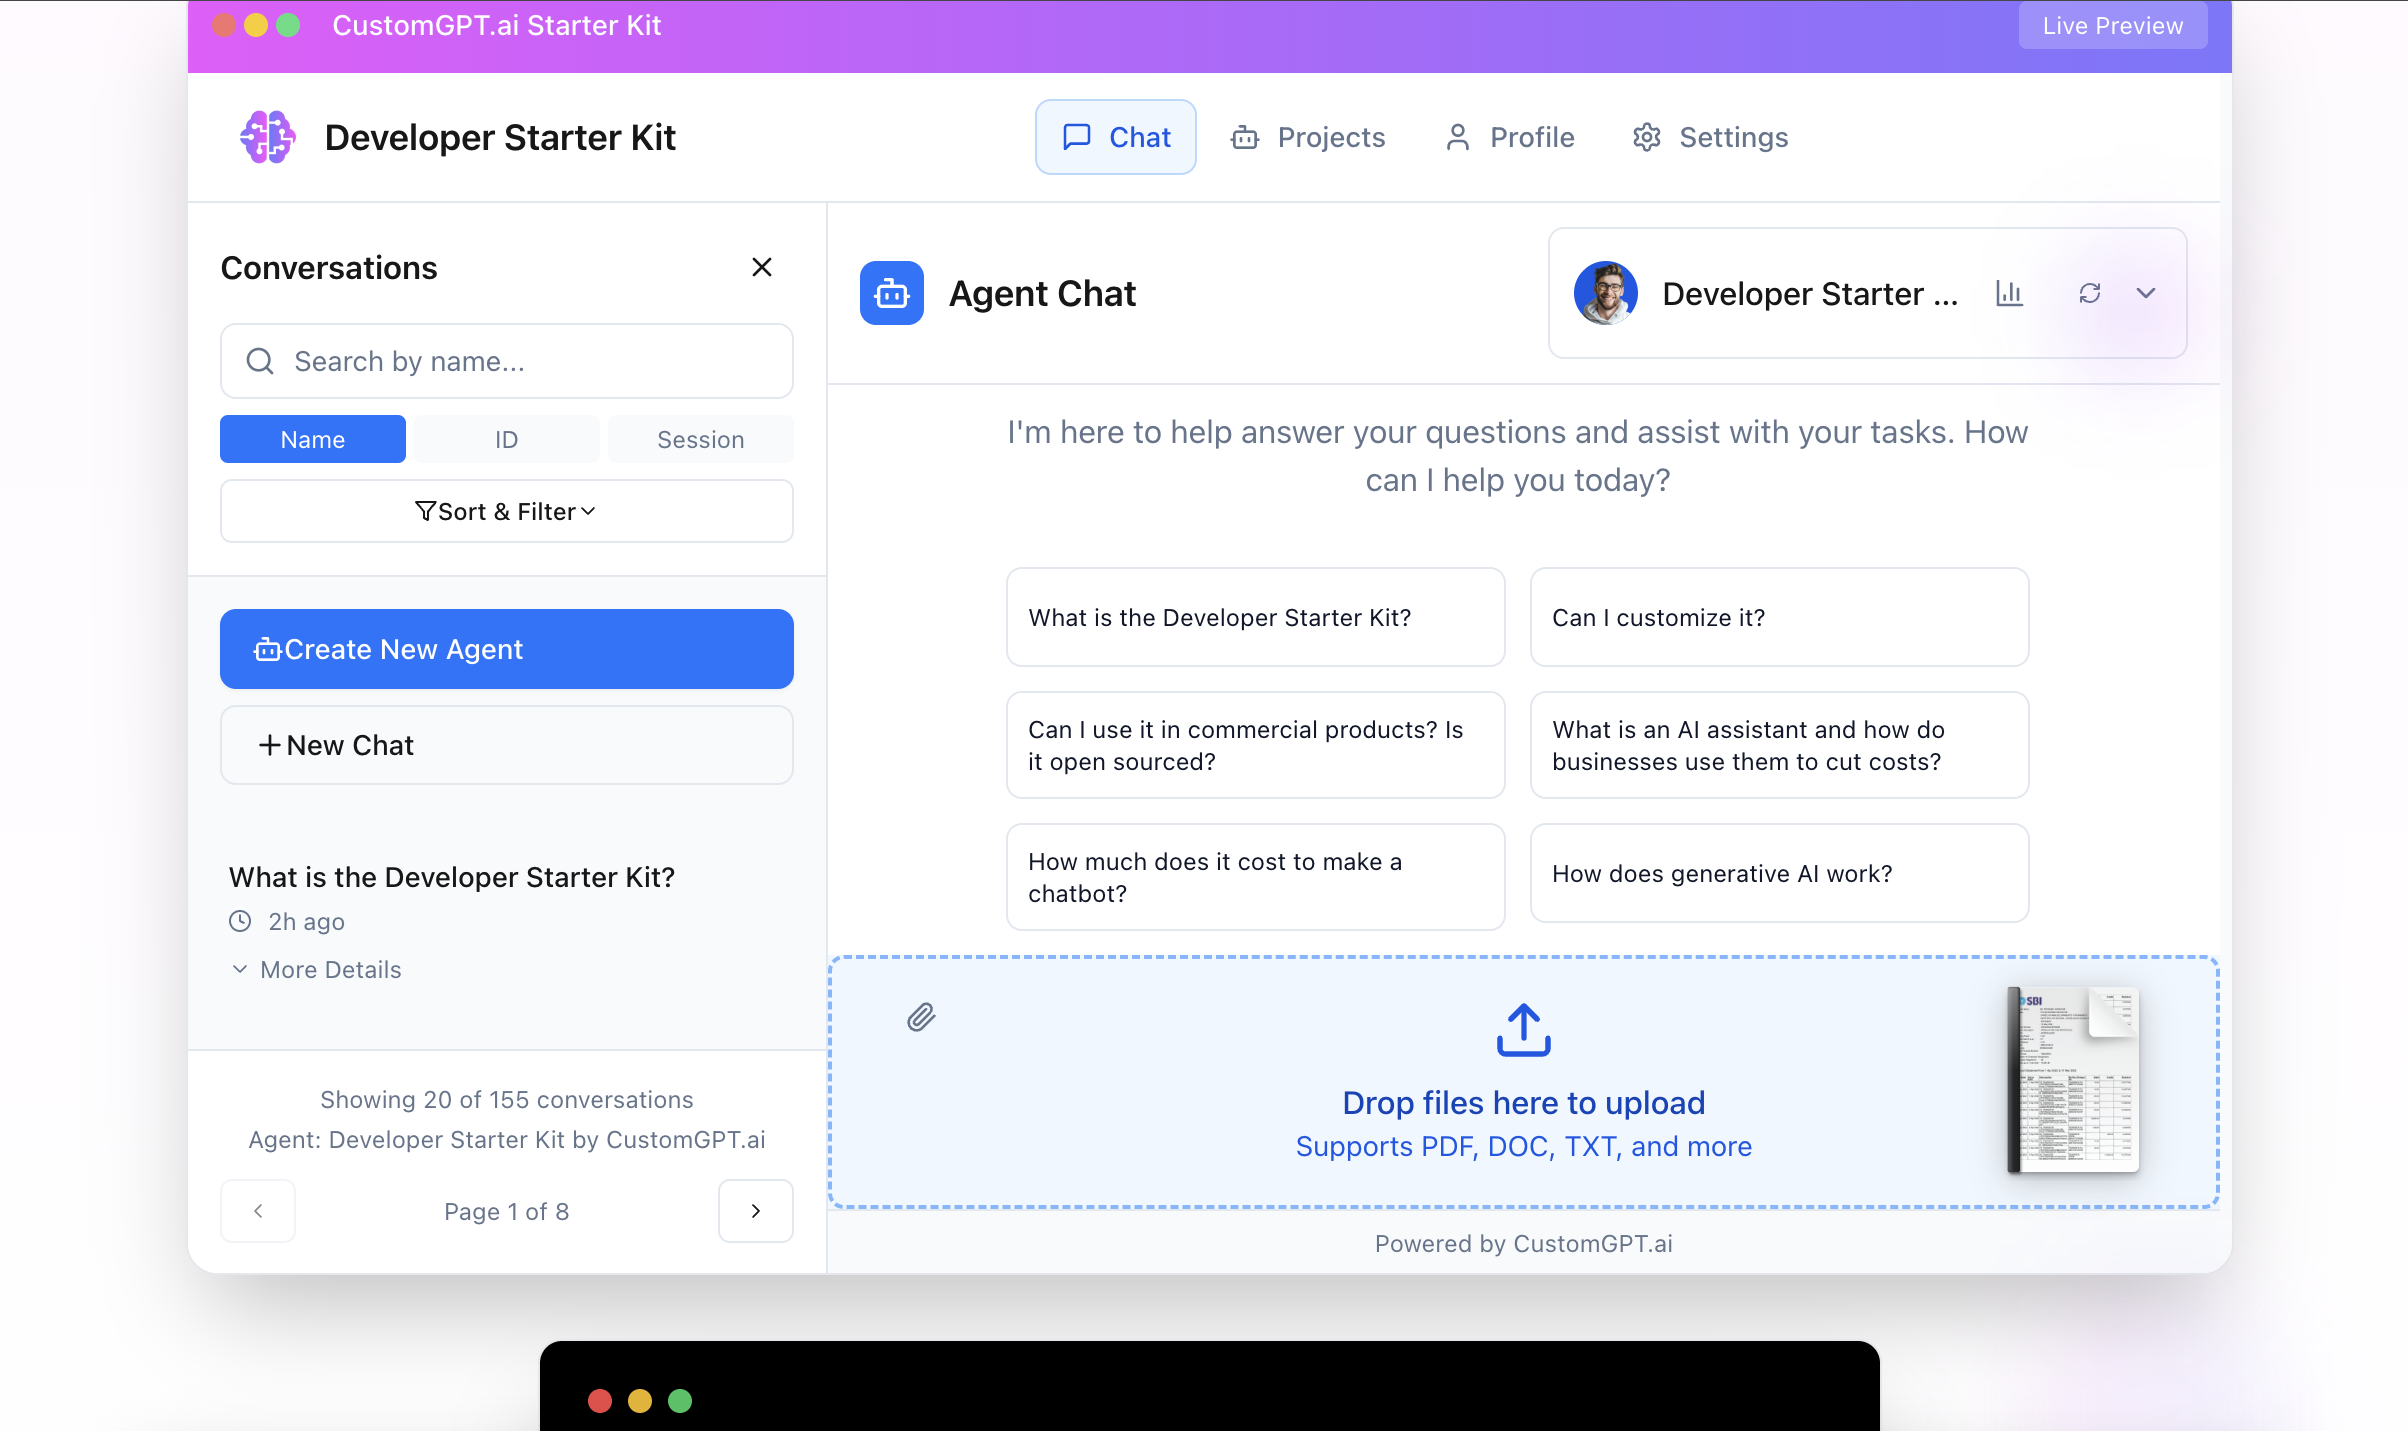 CustomGPT.ai Starter Kit
Live Preview
Developer Starter Kit
Chat
Projects
Profile
Settings
Conversations
Search by name...
Name
ID
Session
Sort & Filter
Create New Agent
New Chat
What is the Developer Starter Kit?
2h ago
More Details
Showing 20 of 155 conversations
Agent: Developer Starter Kit by CustomGPT.ai
Page 1 of 8
Agent Chat
Developer Starter ...
I'm here to help answer your questions and assist with your tasks. How
can I help you today?
What is the Developer Starter Kit?
Can I customize it?
Can I use it in commercial products? Is
it open sourced?
What is an AI assistant and how do
businesses use them to cut costs?
How much does it cost to make a
chatbot?
How does generative AI work?
Drop files here to upload
Supports PDF, DOC, TXT, and more
SBI
Powered by CustomGPT.ai